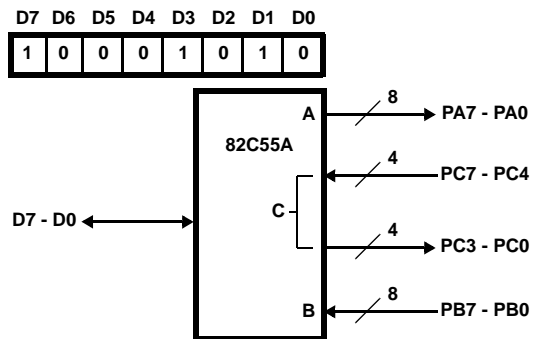 D7 D6 D5 D4 D3 D2 D1 D0
1 0 0 0 1 0 1 0
A 8 PA7 - PA0
82C55A
4 PC7 - PC4
C
D7 - D0
4 PC3 - PC0
B 8 PB7 - PB0